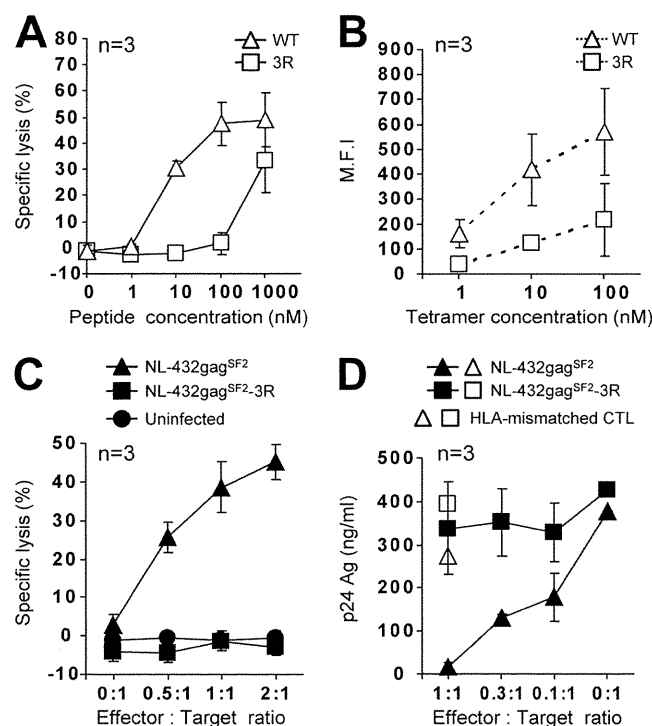 A
n=3
WT
3R
Specific lysis (%)
80
70
60
50
40
30
20
10
0
-10
0 1 10 100 1000
Peptide concentration (nM)
B
n=3
WT
3R
M.F.I
900
800
700
600
500
400
300
200
100
0
1 10 100
Tetramer concentration (nM)
C
NL-432gagSF2
NL-432gagSF2-3R
Uninfected
n=3
Specific lysis (%)
50
40
30
20
10
0
-10
0:1 0.5:1 1:1 2:1
Effector : Target ratio
D
NL-432gagSF2
NL-432gagSF2-3R
HLA-mismatched CTL
n=3
p24 Ag (ng/ml)
500
400
300
200
100
0
1:1 0.3:1 0.1:1 0:1
Effector : Target ratio